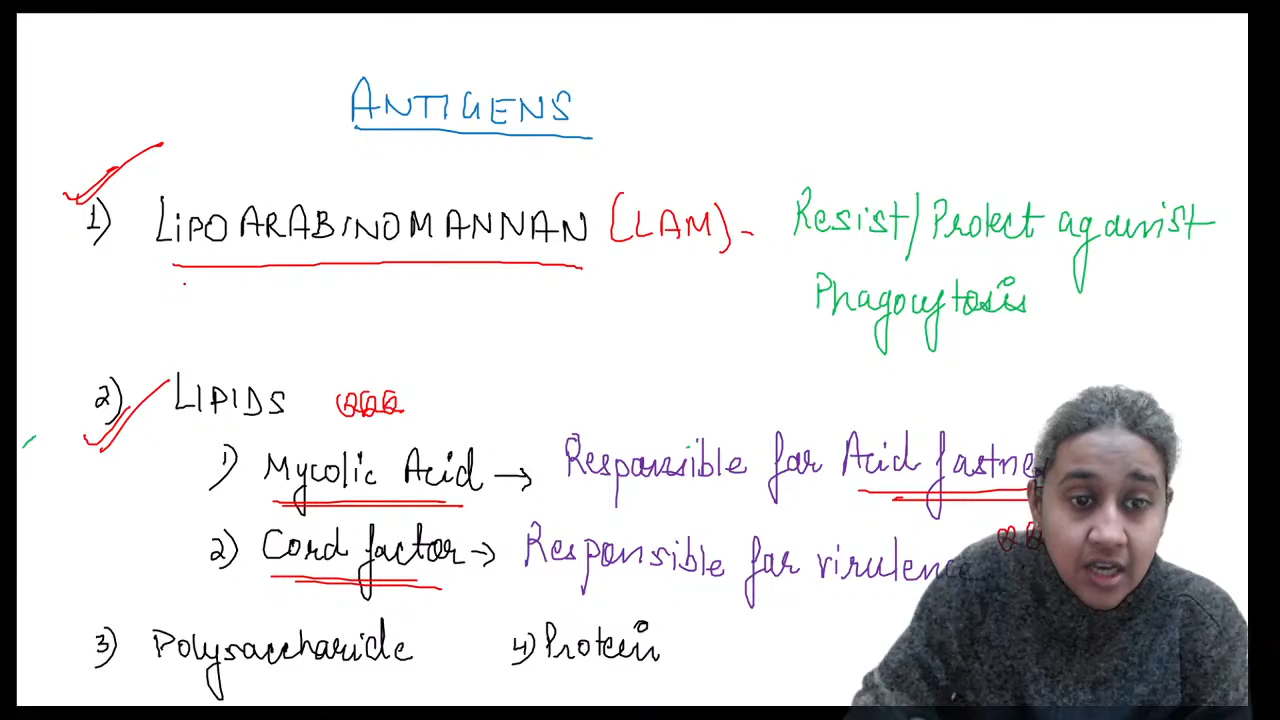 ANTIGENS
1) LIPOARABINOMANNAN (LAM) - Resist/Protect against
Phagocytosis
2) LIPIDS
1) Mycolic Acid → Responsible for Acid fastne
2) Cord factor → Responsible for virulence
3) Polysaccharide 4) Protein